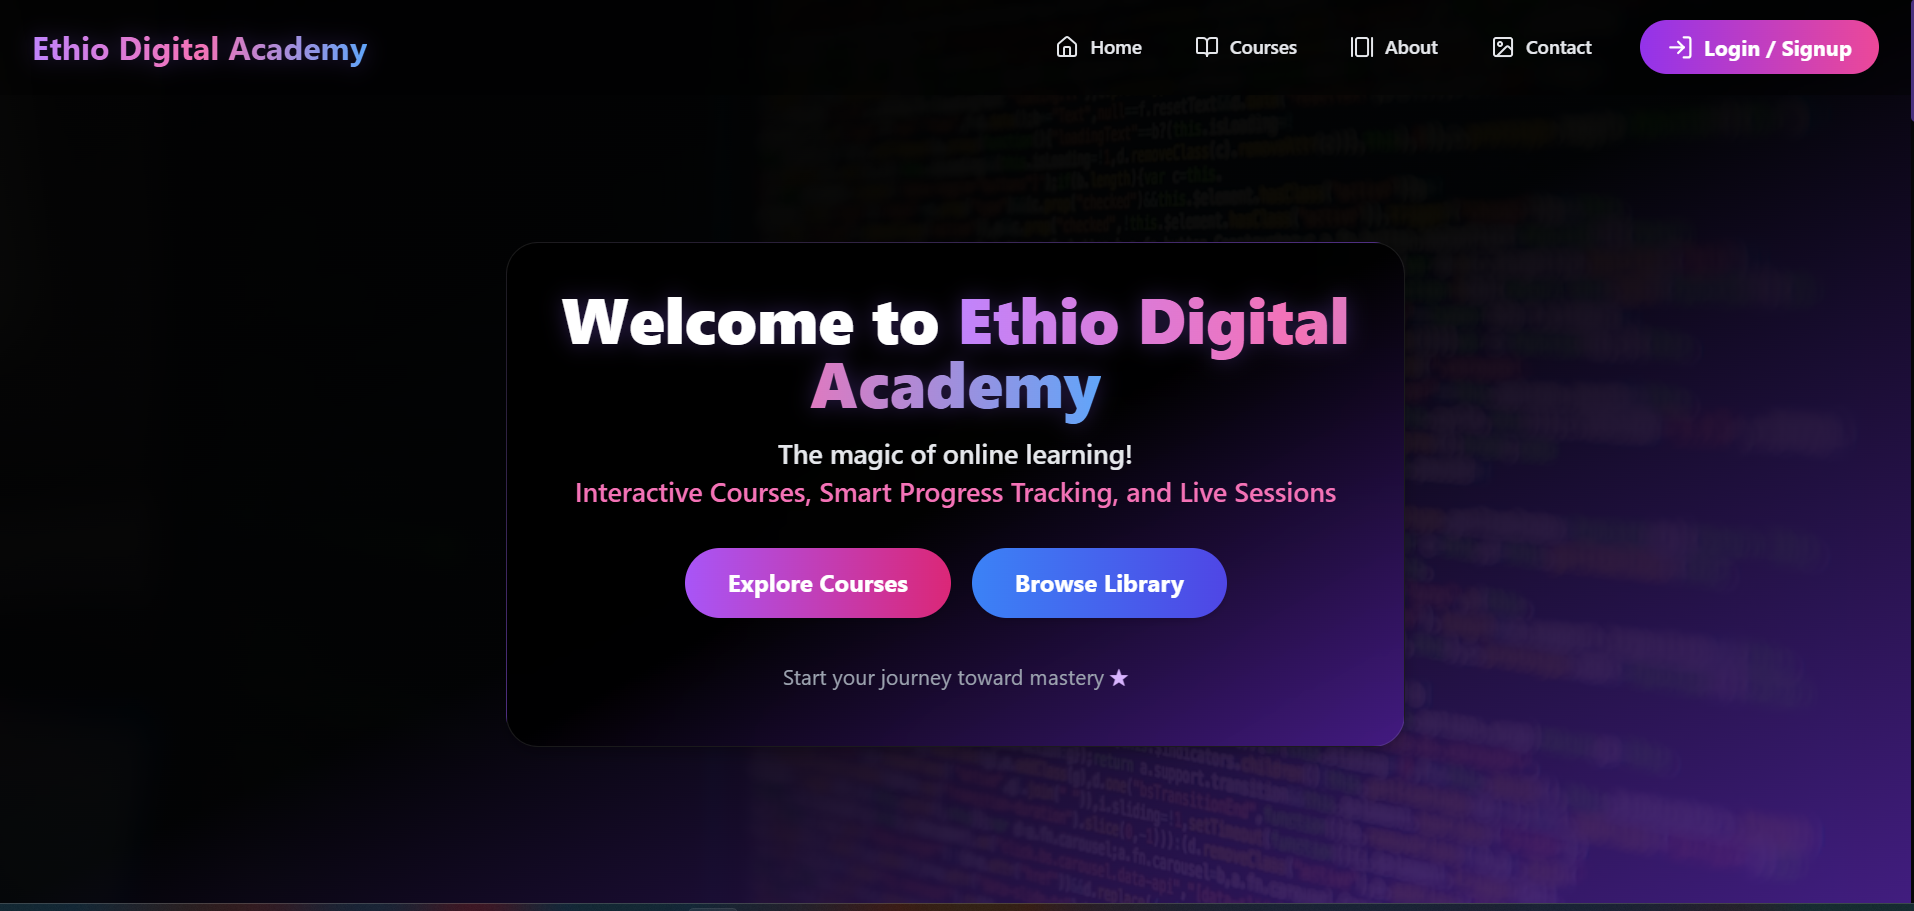 Ethio Digital Academy
Home
Courses
About
Contact
Login / Signup
Welcome to Ethio Digital
Academy
The magic of online learning!
Interactive Courses, Smart Progress Tracking, and Live Sessions
Explore Courses
Browse Library
Start your journey toward mastery